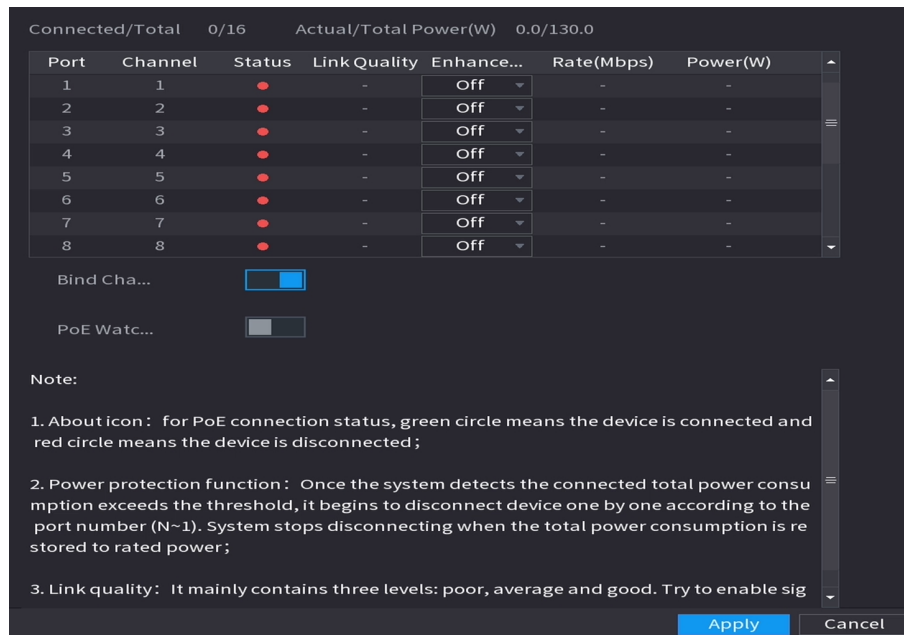 Connected/Total 0/16 Actual/Total Power(W) 0.0/130.0
Port Channel Status Link Quality Enhance... Rate(Mbps) Power(W)
1 1 - Off - -
2 2 - Off - -
3 3 - Off - -
4 4 - Off - -
5 5 - Off - -
6 6 - Off - -
7 7 - Off - -
8 8 - Off - -
Bind Cha...
PoE Watc...
Note:
1. About icon： for PoE connection status, green circle means the device is connected and
red circle means the device is disconnected；
2. Power protection function： Once the system detects the connected total power consu
mption exceeds the threshold, it begins to disconnect device one by one according to the
port number (N~1). System stops disconnecting when the total power consumption is re
stored to rated power；
3. Link quality： It mainly contains three levels: poor, average and good. Try to enable sig
Apply Cancel